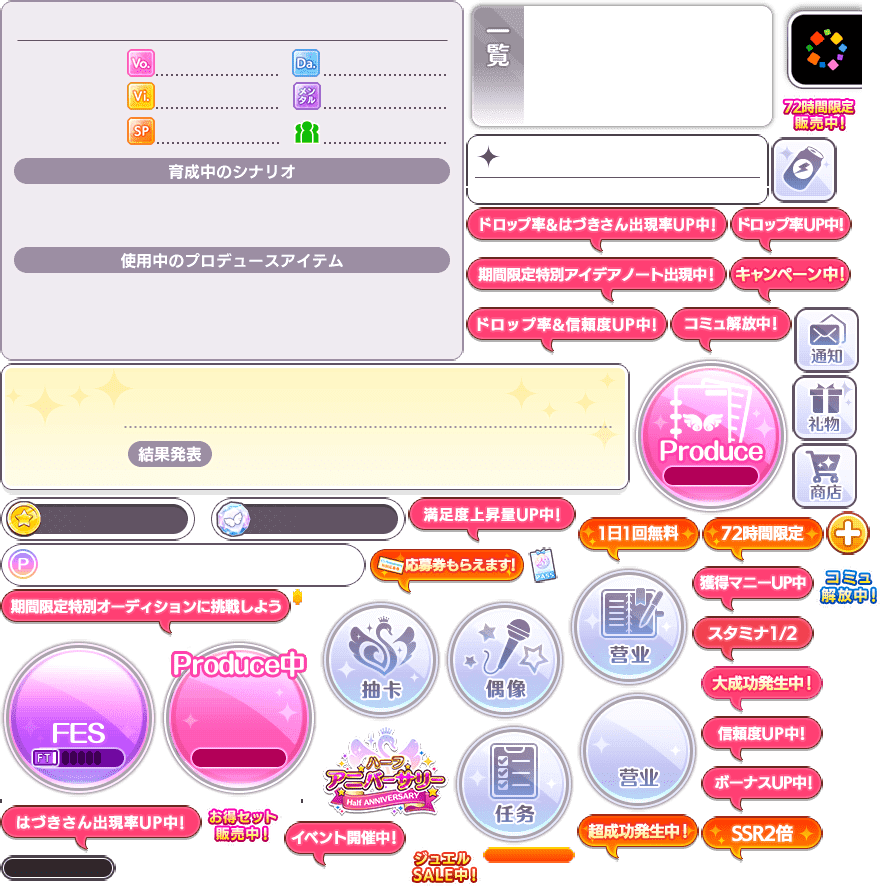 一覧
72時間限定
販売中!
Vo.
Da.
Vi.
メンタル
SP
育成中のシナリオ
使用中のプロデュースアイテム
ドロップ率&はづきさん出現率UP中!
ドロップ率UP中!
期間限定特別アイデアノート出現中!
キャンペーン中!
ドロップ率&信頼度UP中!
コミュ解放中!
通知
礼物
商店
Produce
結果発表
満足度上昇量UP中!
1日1回無料
72時間限定
P
応募券もらえます!
PASS
獲得マニーUP中
コミュ
解放中!
期間限定特別オーディションに挑戦しよう
スタミナ1/2
抽卡
偶像
营业
大成功発生中!
FES
FT
Produce中
信頼度UP中!
ハーフ
アニバーサリー
Half ANNIVERSARY
任务
营业
ボーナスUP中!
はづきさん出現率UP中!
お得セット
販売中!
イベント開催中!
超成功発生中!
SSR2倍
ジュエル
SALE中!